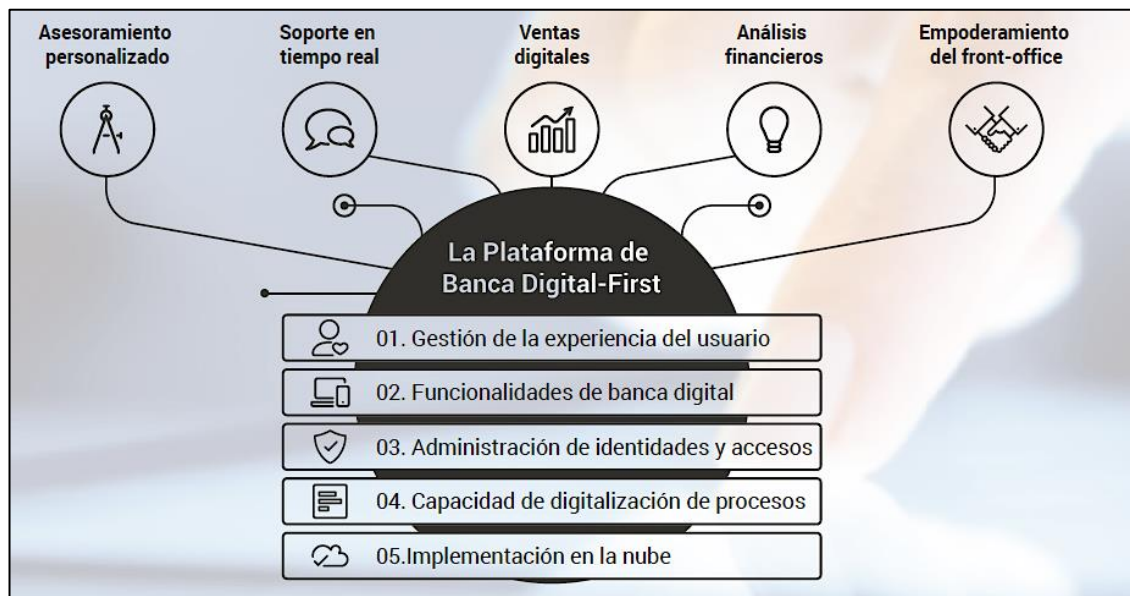 Asesoramiento
personalizado
Soporte en
tiempo real
Ventas
digitales
Análisis
financieros
Empoderamiento
del front-office
La Plataforma de
Banca Digital-First
01. Gestión de la experiencia del usuario
02. Funcionalidades de banca digital
03. Administración de identidades y accesos
04. Capacidad de digitalización de procesos
05.Implementación en la nube